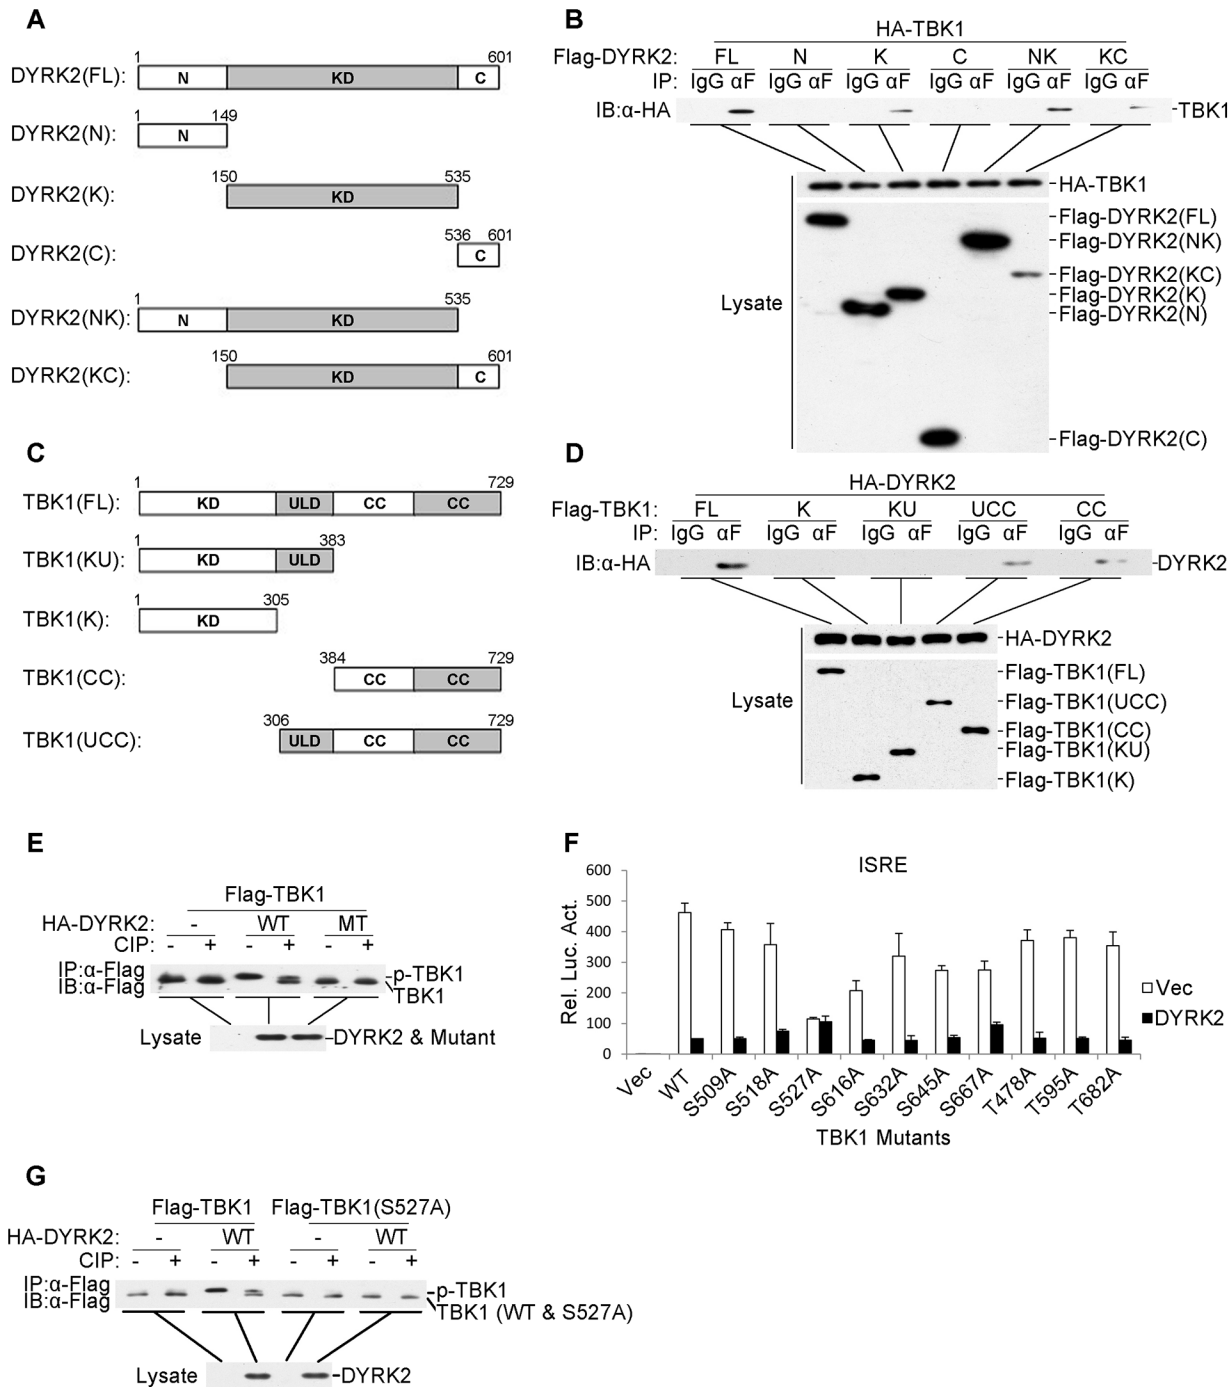 A
1 601
DYRK2(FL): N KD C
1 149
DYRK2(N): N
150 535
DYRK2(K): KD
536 601
DYRK2(C): C
1 535
DYRK2(NK): N KD
150 601
DYRK2(KC): KD C
B
HA-TBK1
Flag-DYRK2: FL N K C NK KC
IP: IgG αF IgG αF IgG αF IgG αF IgG αF IgG αF
IB:α-HA -TBK1
-HA-TBK1
-Flag-DYRK2(FL)
-Flag-DYRK2(NK)
-Flag-DYRK2(KC)
-Flag-DYRK2(K)
-Flag-DYRK2(N)
Lysate
-Flag-DYRK2(C)
C
1 729
TBK1(FL): KD ULD CC CC
1 383
TBK1(KU): KD ULD
1 305
TBK1(K): KD
384 729
TBK1(CC): CC CC
306 729
TBK1(UCC): ULD CC CC
D
HA-DYRK2
Flag-TBK1: FL K KU UCC CC
IP: IgG αF IgG αF IgG αF IgG αF IgG αF
IB:α-HA -DYRK2
-HA-DYRK2
-Flag-TBK1(FL)
Lysate
-Flag-TBK1(UCC)
-Flag-TBK1(CC)
-Flag-TBK1(KU)
-Flag-TBK1(K)
E
Flag-TBK1
HA-DYRK2: - WT MT
CIP: - + - + - +
IP:α-Flag
IB:α-Flag
-p-TBK1
TBK1
Lysate -DYRK2 & Mutant
F
ISRE
Rel. Luc. Act.
600
500
400
300
200
100
0
Vec
DYRK2
Vec WT S509A S518A S527A S616A S632A S645A S667A T478A T595A T682A
TBK1 Mutants
G
Flag-TBK1 Flag-TBK1(S527A)
HA-DYRK2: - WT - WT
CIP: - + - + - + - +
IP:α-Flag
IB:α-Flag
-p-TBK1
TBK1 (WT & S527A)
Lysate -DYRK2